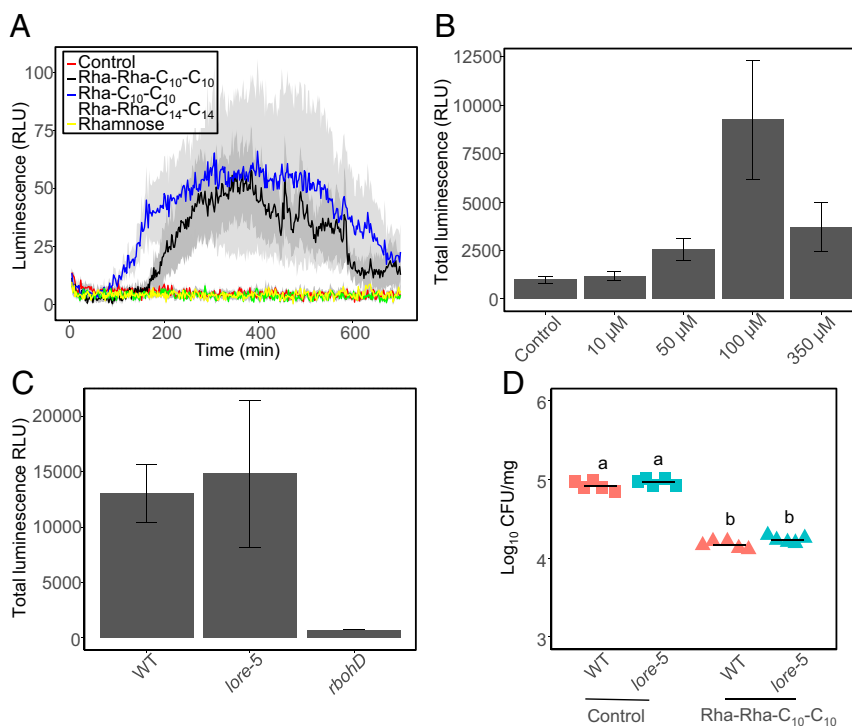 A
Luminescence (RLU)
100
75
50
25
0
Control
Rha-Rha-C₁₀-C₁₀
Rha-C₁₀-C₁₀
Rha-Rha-C₁₄-C₁₄
Rhamnose
0 200 400 600
Time (min)
B
Total luminescence (RLU)
12500
10000
7500
5000
2500
0
Control 10 µM 50 µM 100 µM 350 µM
C
Total luminescence RLU
20000
15000
10000
5000
0
WT lore-5 rbohD
D
Log₁₀ CFU/mg
6
5
4
3
a a
b b
WT lore-5 WT lore-5
Control Rha-Rha-C₁₀-C₁₀